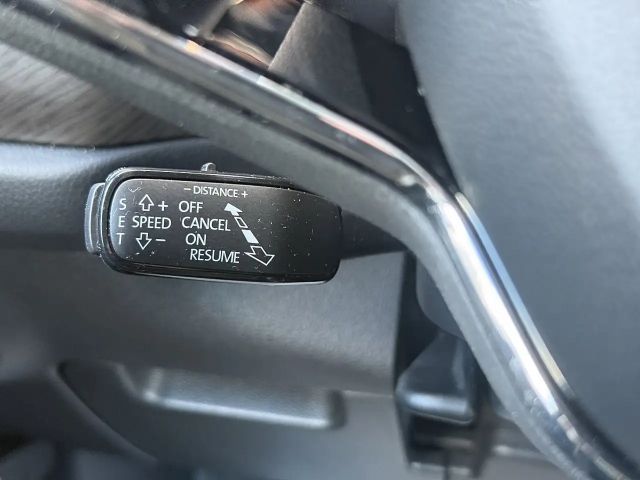 − DISTANCE +
S + OFF
E SPEED CANCEL
T − ON
RESUME